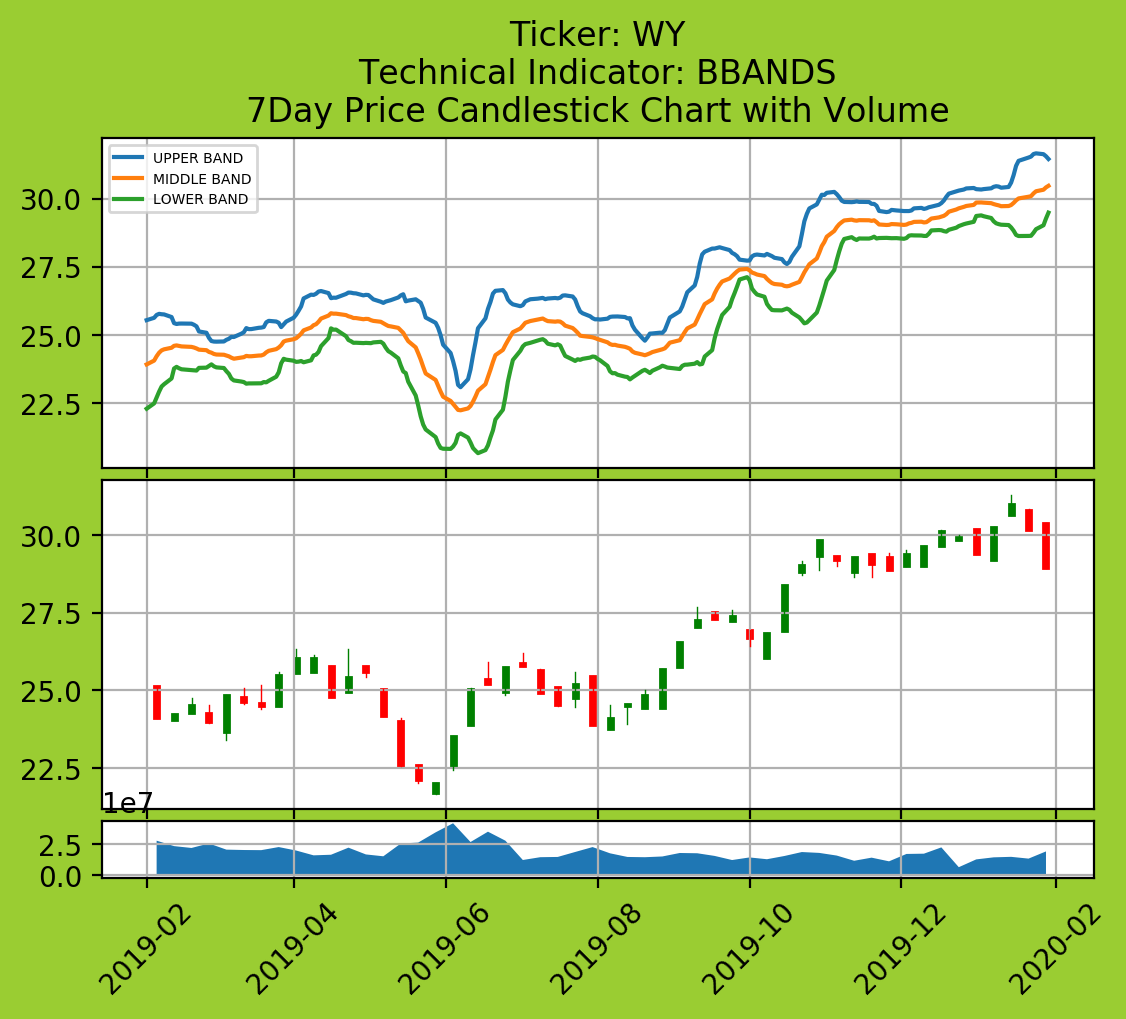 Ticker: WY
Technical Indicator: BBANDS
7Day Price Candlestick Chart with Volume
UPPER BAND
MIDDLE BAND
LOWER BAND
30.0
27.5
25.0
22.5
30.0
27.5
25.0
22.5
1e7
2.5
0.0
2019-02
2019-04
2019-06
2019-08
2019-10
2019-12
2020-02